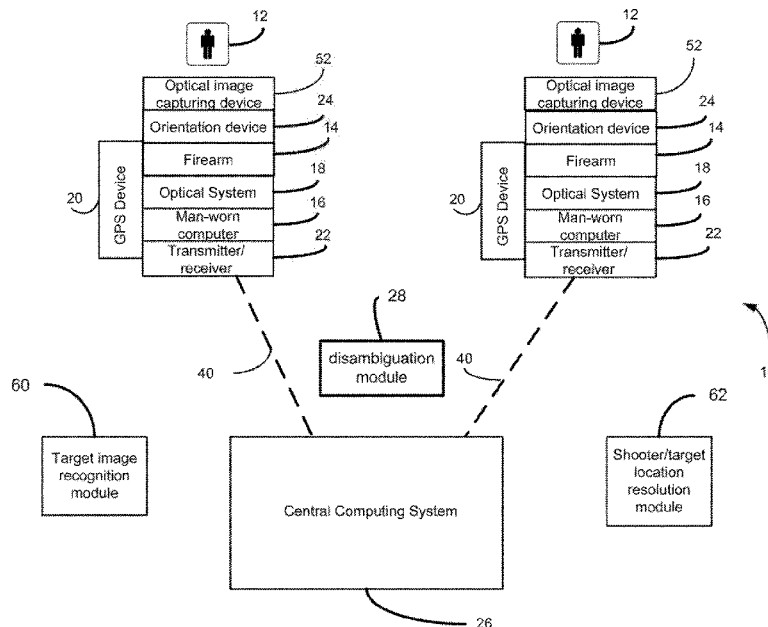 12
52
Optical image
capturing device
24
Orientation device
14
Firearm
18
Optical System
16
Man-worn
computer
22
Transmitter/
receiver
20
GPS Device
12
52
Optical image
capturing device
24
Orientation device
14
Firearm
18
Optical System
16
Man-worn
computer
22
Transmitter/
receiver
20
GPS Device
28
disambiguation
module
40
40
1
60
Target image
recognition
module
62
Shooter/target
location
resolution
module
Central Computing System
26